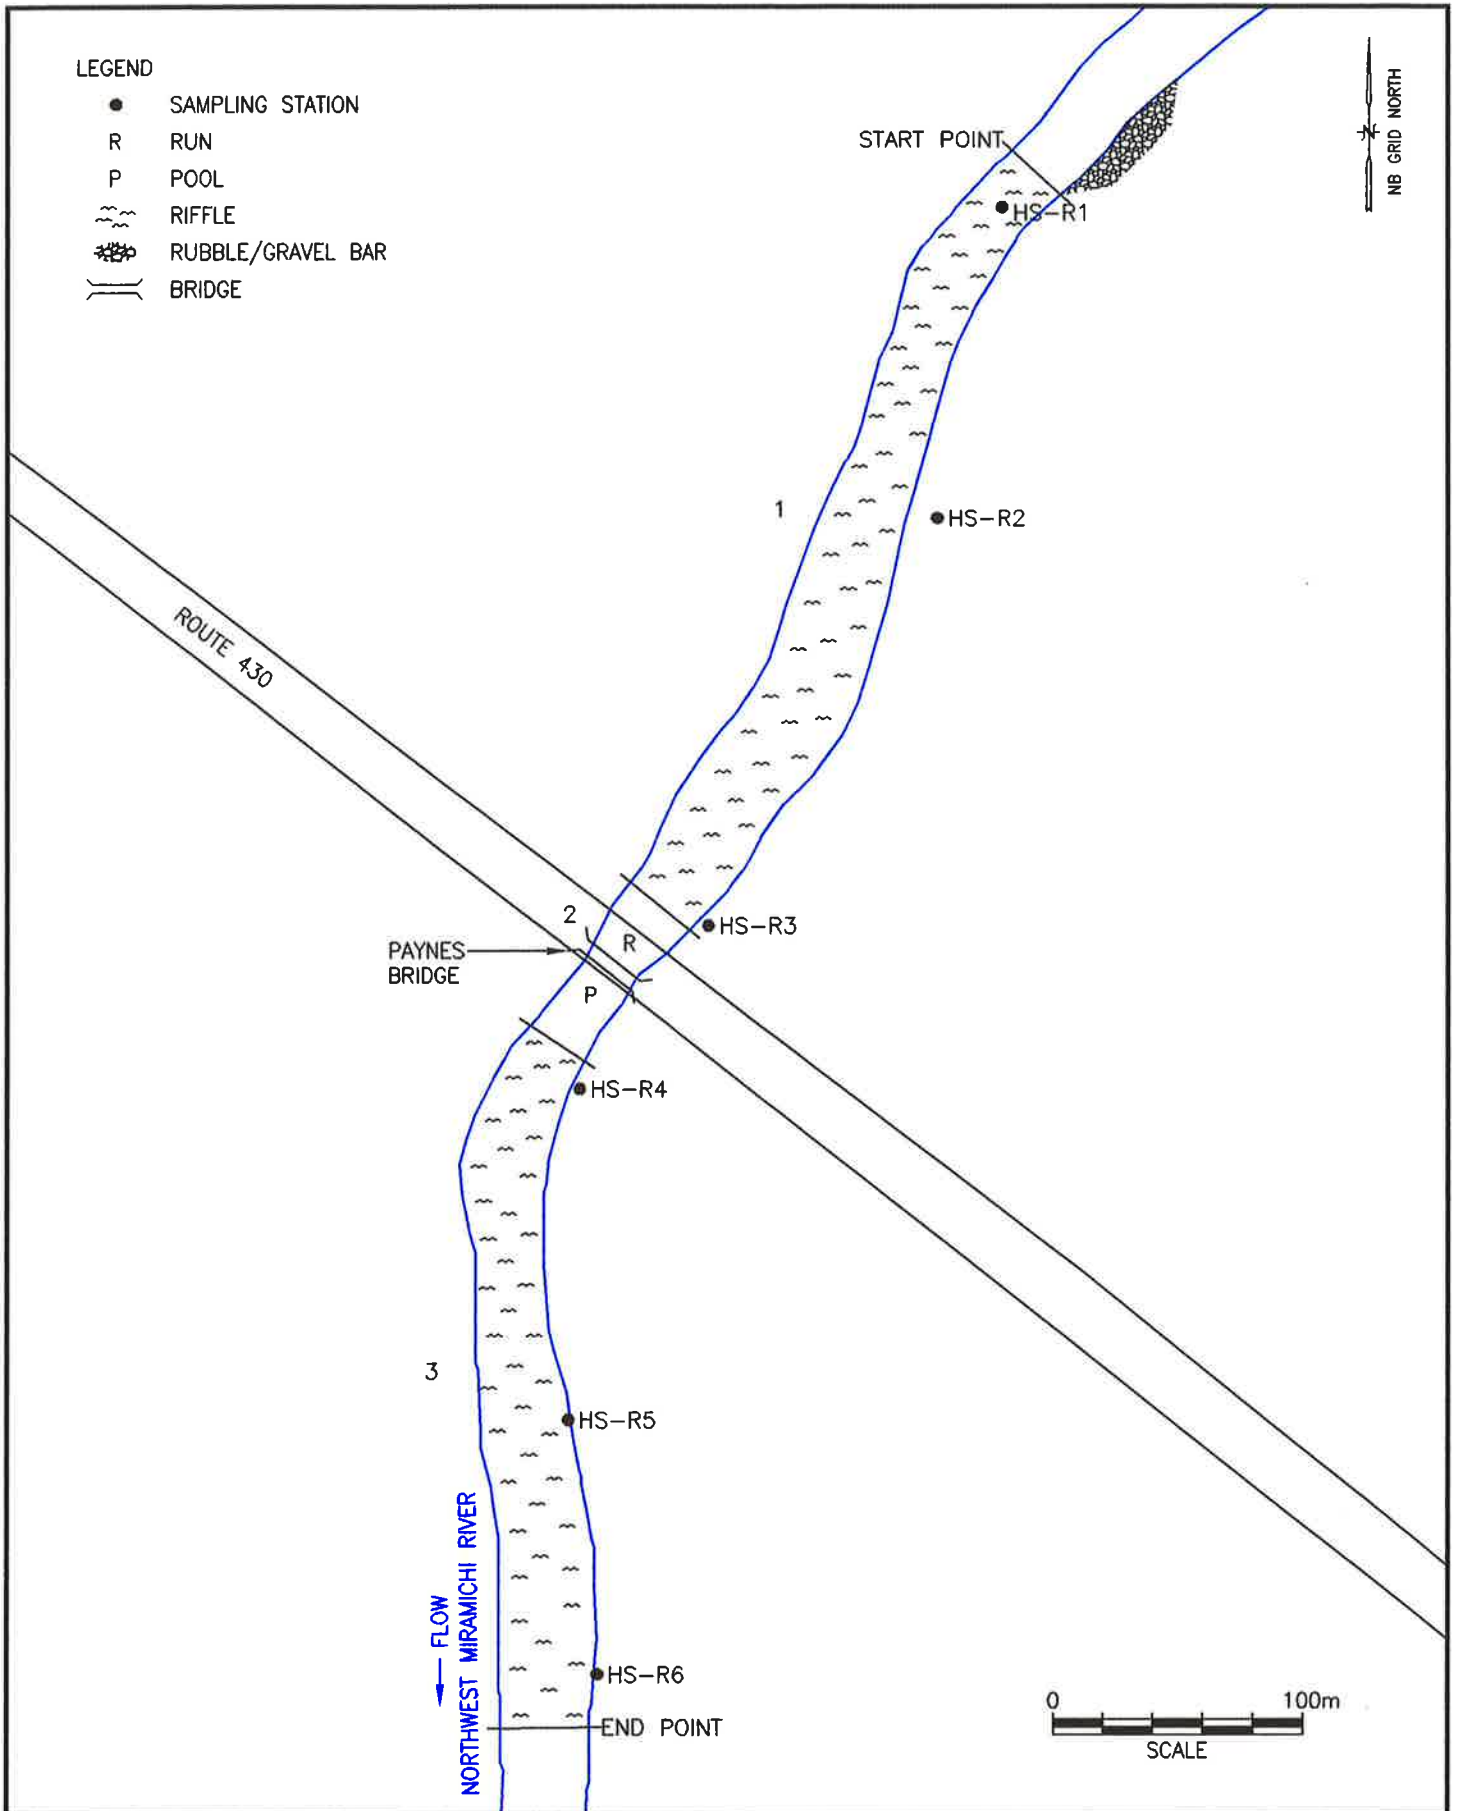 LEGEND
SAMPLING STATION
R RUN
P POOL
RIFFLE
RUBBLE/GRAVEL BAR
BRIDGE
NB GRID NORTH
START POINT
HS-R1
1
HS-R2
ROUTE 430
2
R
HS-R3
PAYNES
BRIDGE
P
HS-R4
3
HS-R5
FLOW
NORTHWEST MIRAMICHI RIVER
HS-R6
END POINT
0 100m
SCALE